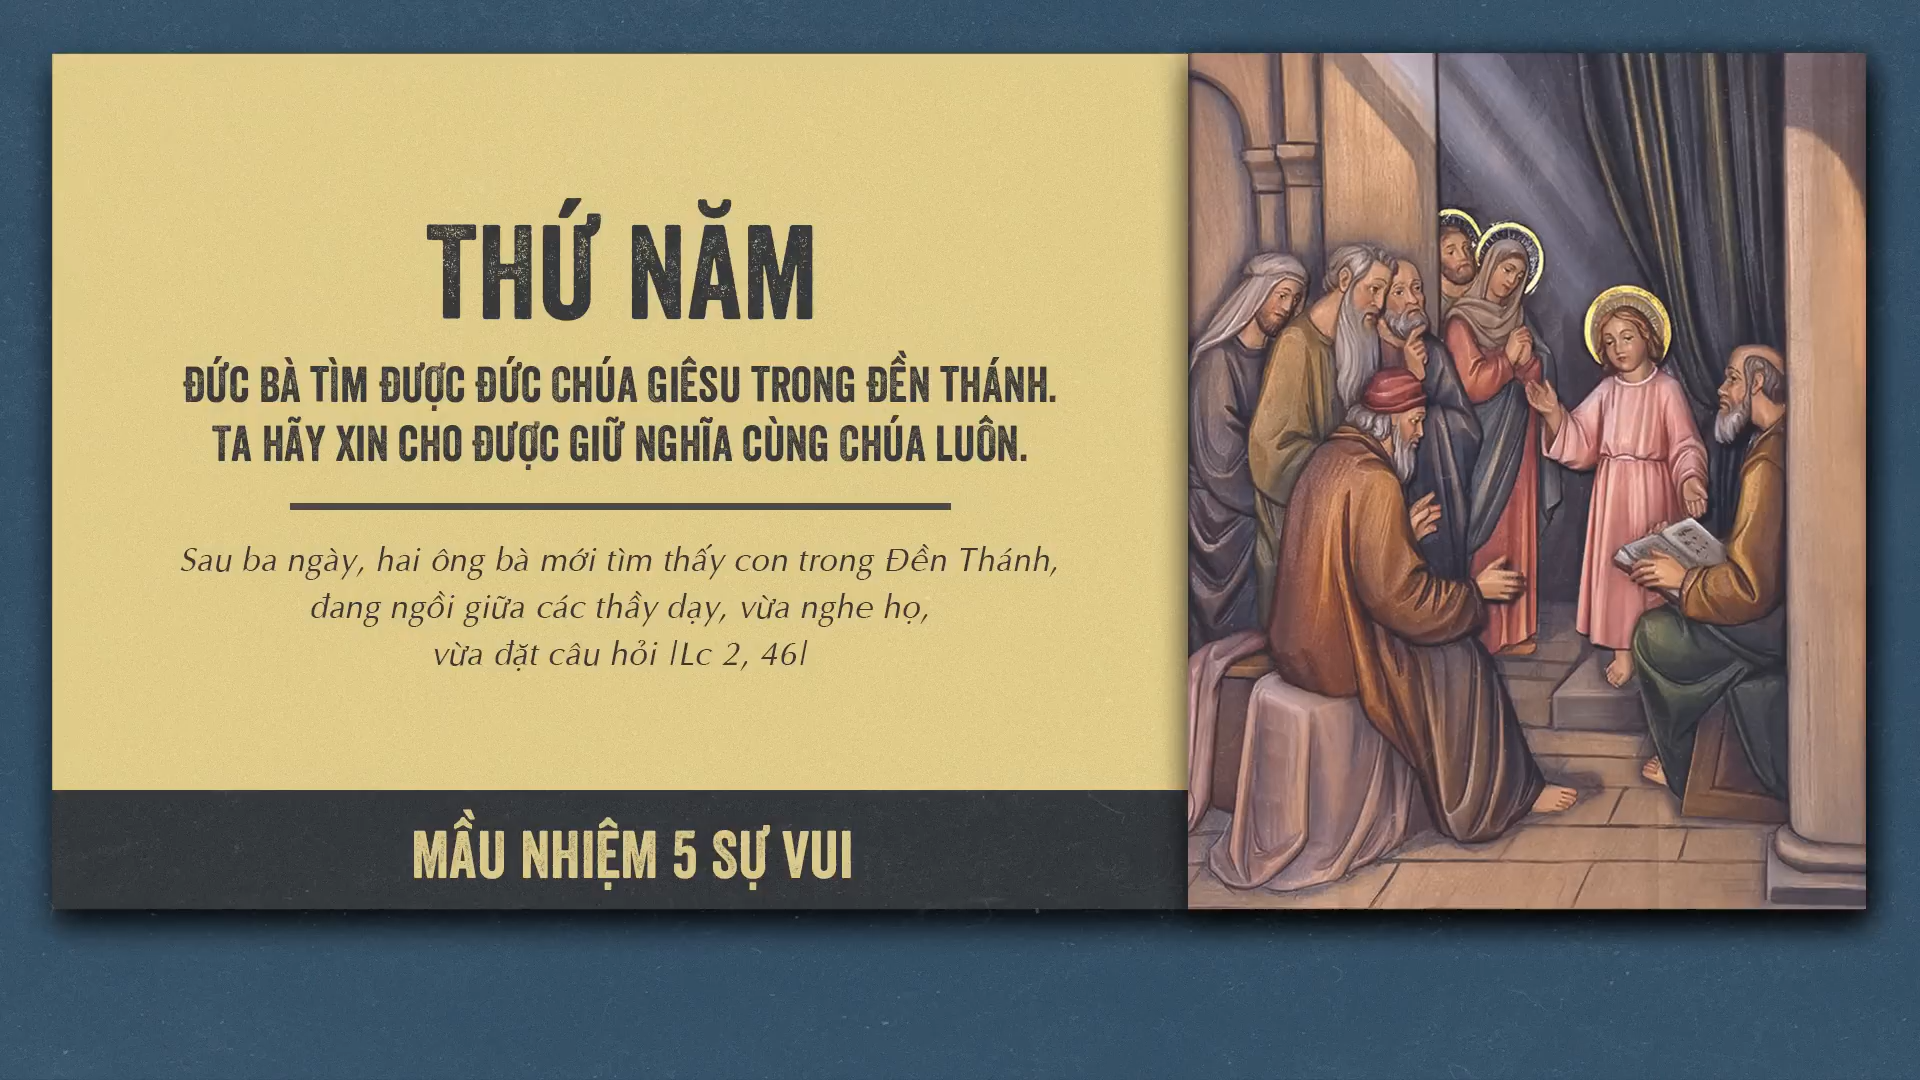 THỨ NĂM
ĐỨC BÀ TÌM ĐƯỢC ĐỨC CHÚA GIÊSU TRONG ĐỀN THÁNH.
TA HÃY XIN CHO ĐƯỢC GIỮ NGHĨA CÙNG CHÚA LUÔN.
Sau ba ngày, hai ông bà mới tìm thấy con trong Đền Thánh,
đang ngồi giữa các thầy dạy, vừa nghe họ,
vừa đặt câu hỏi |Lc 2, 46|
MẦU NHIỆM 5 SỰ VUI